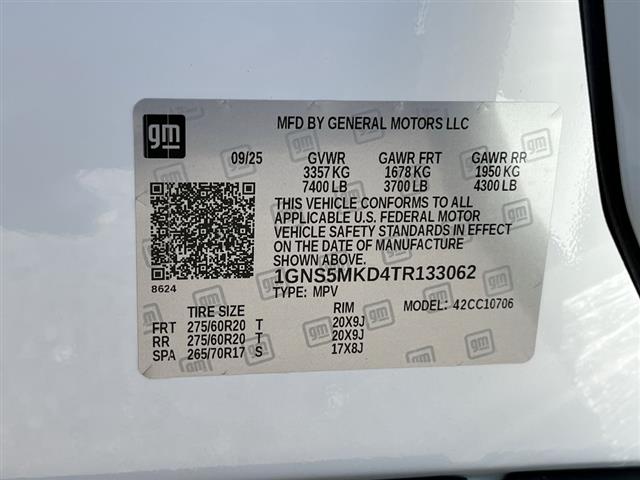 gm
MFD BY GENERAL MOTORS LLC
09/25 GVWR GAWR FRT GAWR RR
3357 KG 1678 KG 1950 KG
7400 LB 3700 LB 4300 LB
THIS VEHICLE CONFORMS TO ALL
APPLICABLE U.S. FEDERAL MOTOR
VEHICLE SAFETY STANDARDS IN EFFECT
ON THE DATE OF MANUFACTURE
SHOWN ABOVE.
1GNS5MKD4TR133062
8624
TYPE: MPV MODEL: 42CC10706
TIRE SIZE RIM
FRT 275/60R20 T 20X9J
RR 275/60R20 T 20X9J
SPA 265/70R17 S 17X8J